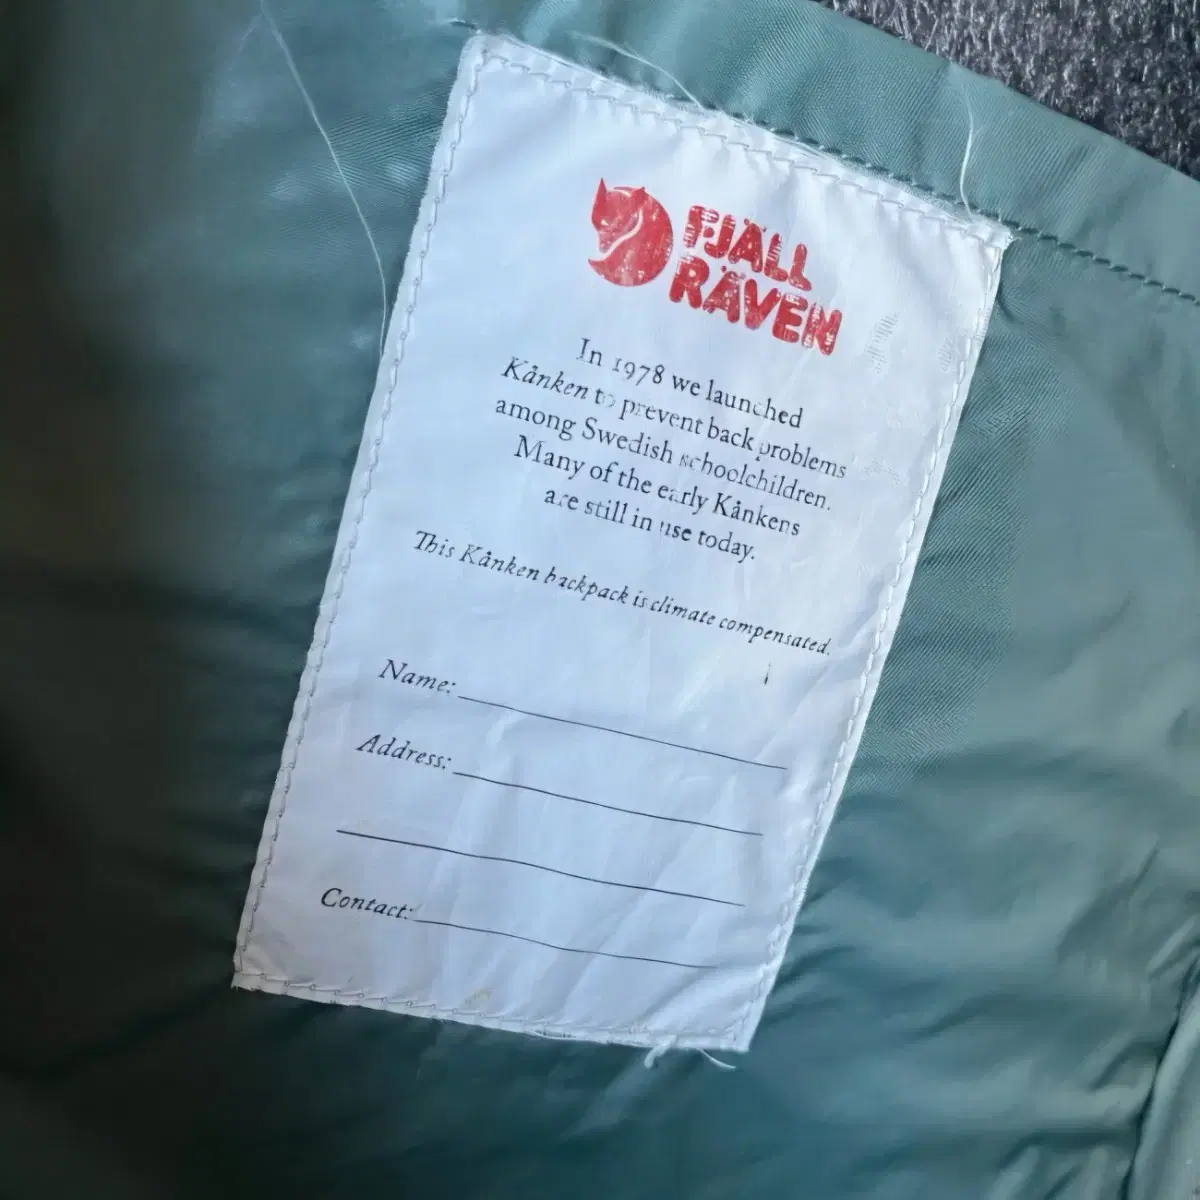 FJÄLL
RÄVEN
In 1978 we launched
Kånken to prevent back problems
among Swedish schoolchildren.
Many of the early Kånkens
are still in use today.
This Kånken backpack is climate compensated.
Name:
Address:
Contact: